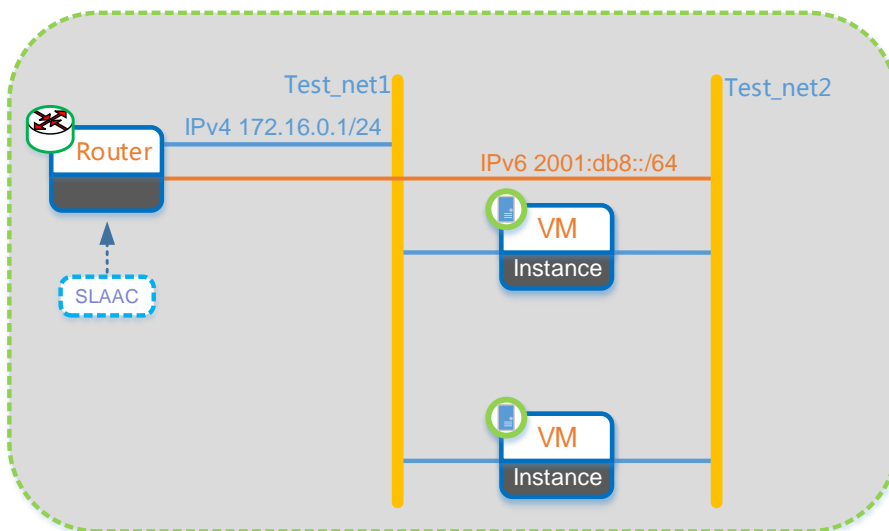 Test_net1
Test_net2
IPv4 172.16.0.1/24
Router
IPv6 2001:db8::/64
VM
Instance
SLAAC
VM
Instance